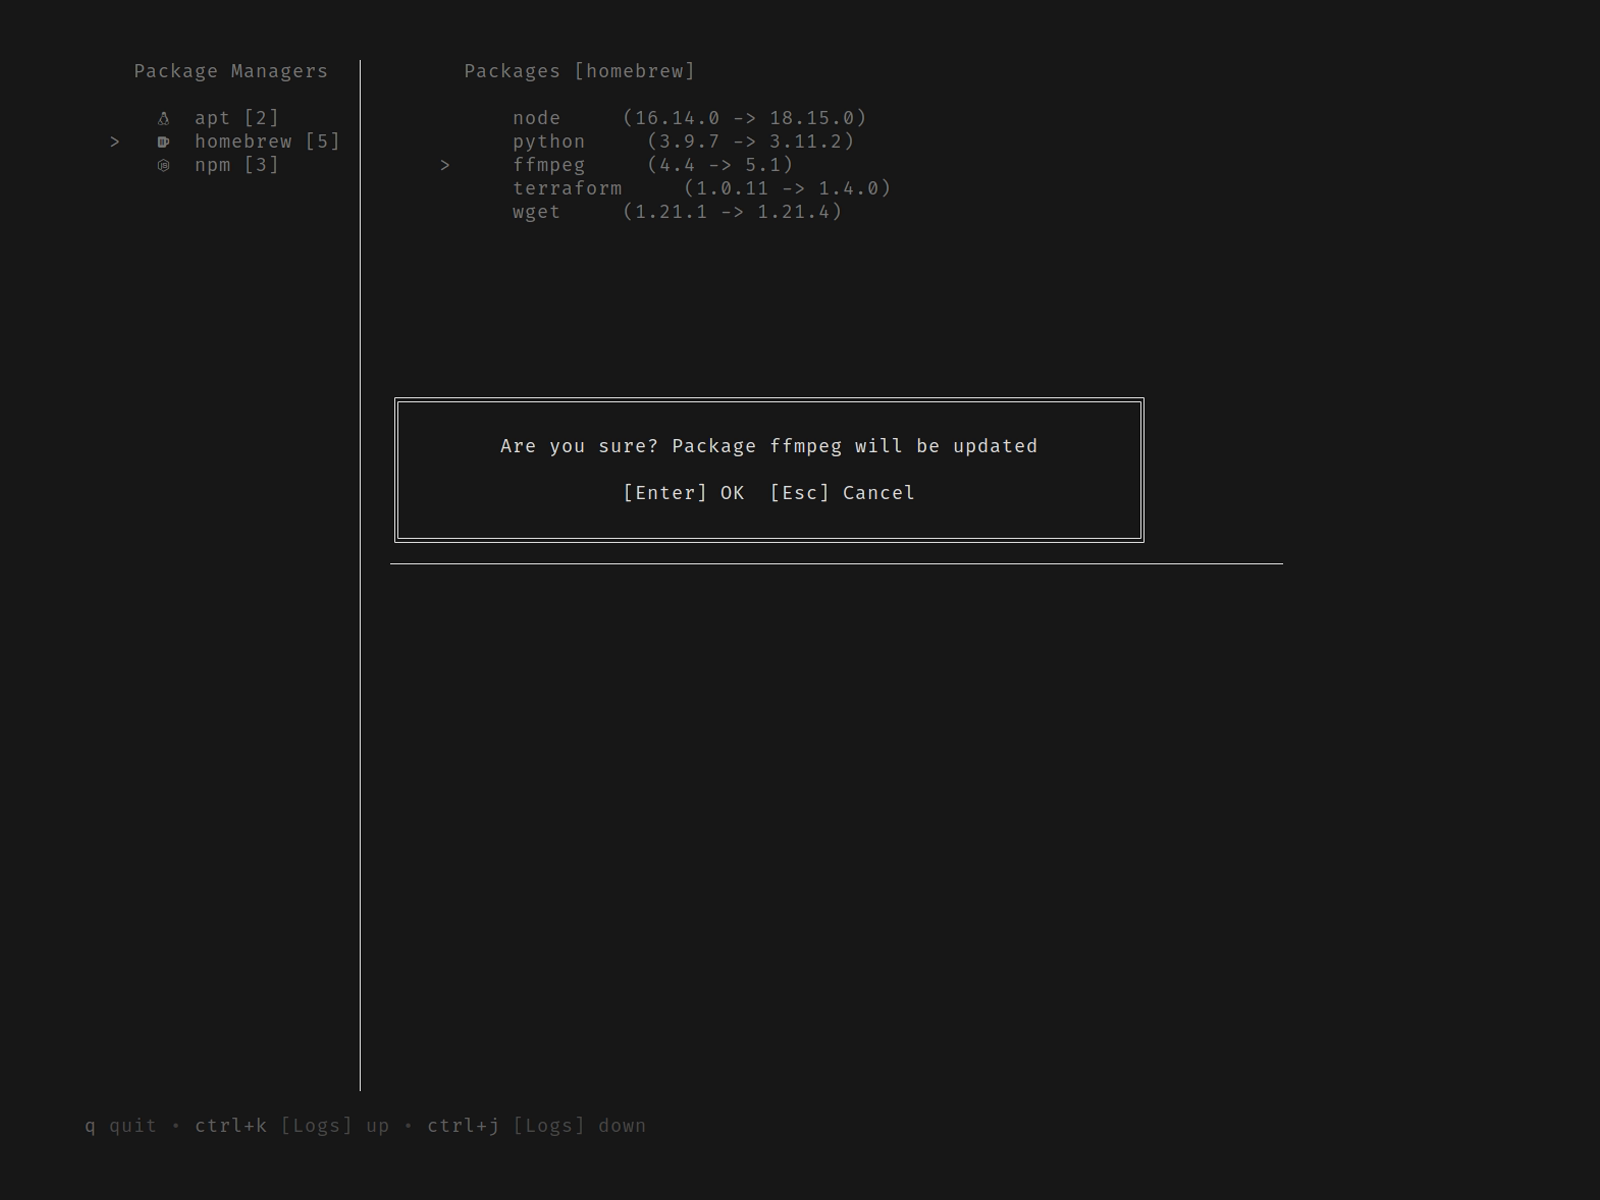 Package Managers
apt [2]
> homebrew [5]
npm [3]
Packages [homebrew]
node (16.14.0 -> 18.15.0)
python (3.9.7 -> 3.11.2)
> ffmpeg (4.4 -> 5.1)
terraform (1.0.11 -> 1.4.0)
wget (1.21.1 -> 1.21.4)
Are you sure? Package ffmpeg will be updated
[Enter] OK [Esc] Cancel
q quit • ctrl+k [Logs] up • ctrl+j [Logs] down